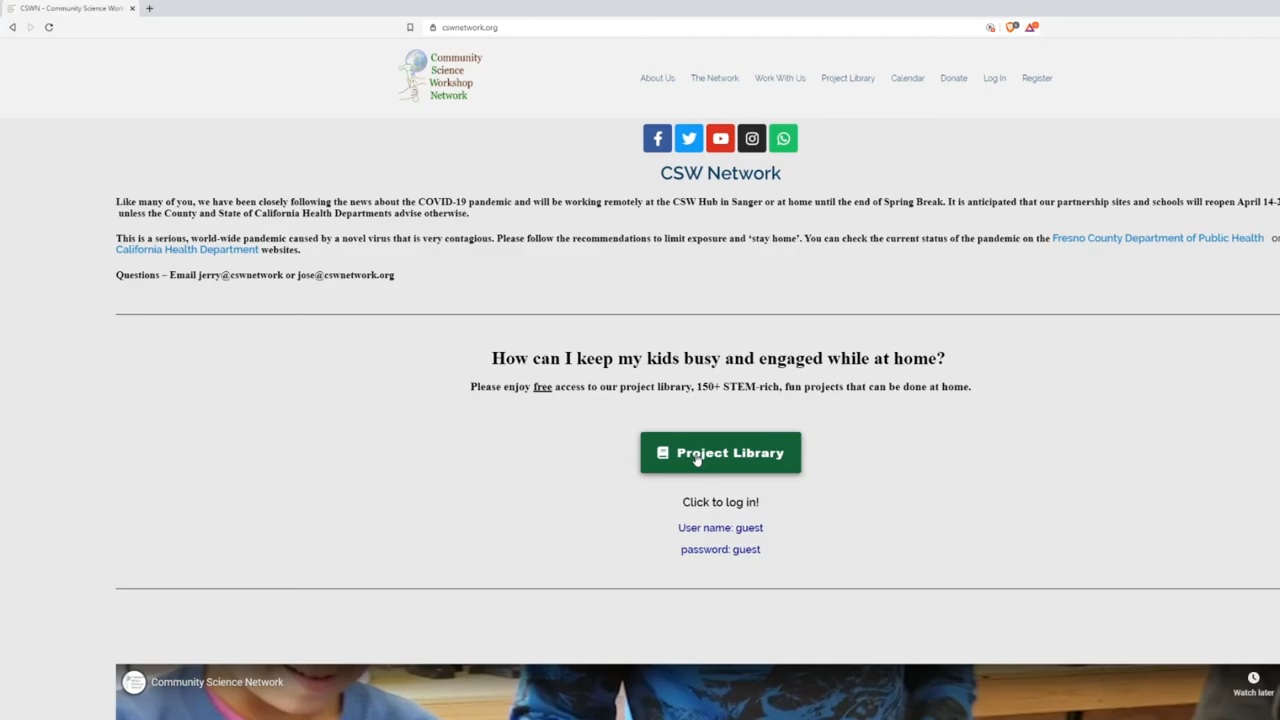 CSWN - Community Science Wor
cswnetwork.org
Community
Science
Workshop
Network
About Us The Network Work With Us Project Library Calendar Donate Log In Register
CSW Network
Like many of you, we have been closely following the news about the COVID-19 pandemic and will be working remotely at the CSW Hub in Sanger or at home until the end of Spring Break. It is anticipated that our partnership sites and schools will reopen April 14-2
unless the County and State of California Health Departments advise otherwise.
This is a serious, world-wide pandemic caused by a novel virus that is very contagious. Please follow the recommendations to limit exposure and ‘stay home’. You can check the current status of the pandemic on the Fresno County Department of Public Health or
California Health Department websites.
Questions – Email jerry@cswnetwork or jose@cswnetwork.org
How can I keep my kids busy and engaged while at home?
Please enjoy free access to our project library, 150+ STEM-rich, fun projects that can be done at home.
Project Library
Click to log in!
User name: guest
password: guest
Community Science Network
Watch later